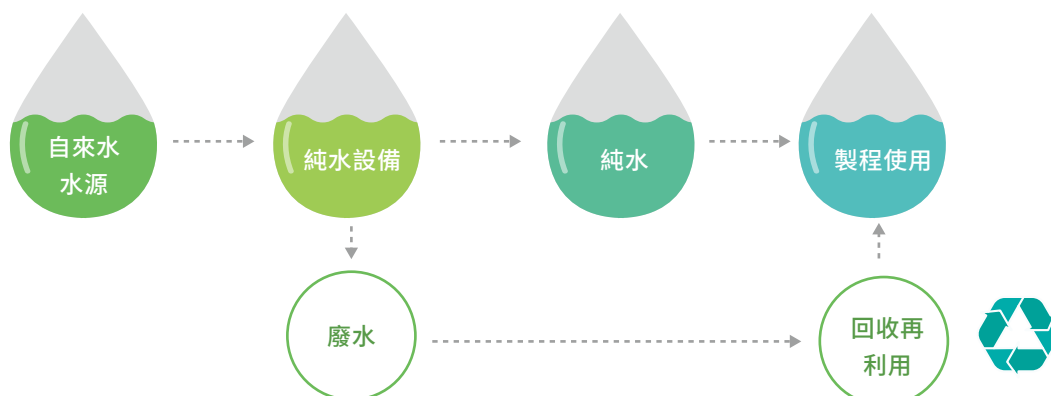 自來水
水源
純水設備
純水
製程使用
廢水
回收再
利用